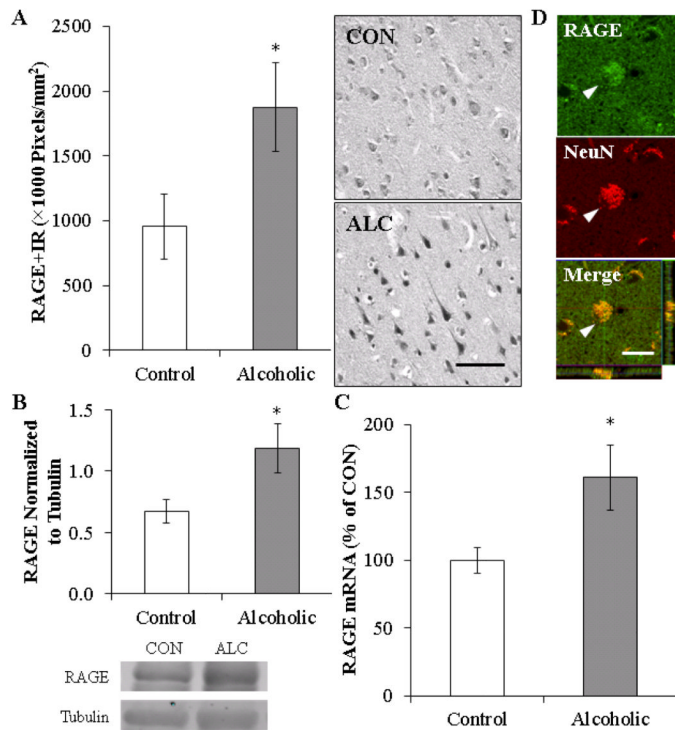 A
RAGE+IR (×1000 Pixels/mm²)
2500
2000
1500
1000
500
0
*
Control
Alcoholic
CON
ALC
D
RAGE
NeuN
Merge
B
RAGE Normalized
to Tubulin
1.5
1.0
0.5
0.0
*
Control
Alcoholic
CON
ALC
RAGE
Tubulin
C
RAGE mRNA (% of CON)
200
150
100
50
0
*
Control
Alcoholic